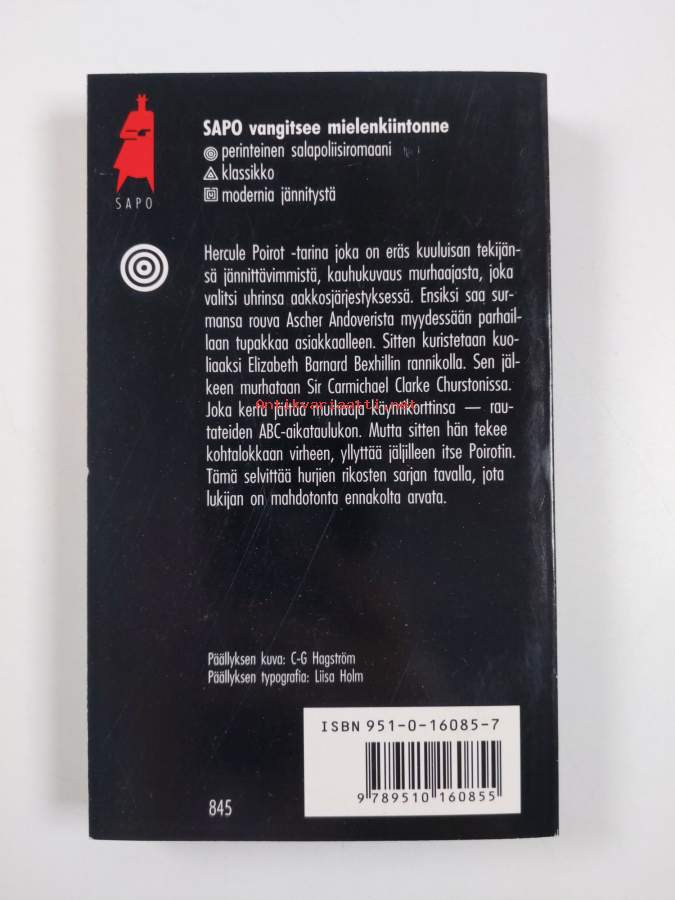 SAPO vangitsee mielenkiintonne
perinteinen salapoliisiromaani
klassikko
modernia jännitystä
SAPO
Hercule Poirot -tarina joka on eräs kuuluisan tekijän-
sä jännittävimmistä, kauhukuvaus murhaajasta, joka
valitsi uhrinsa aakkosjärjestyksessä. Ensiksi saa sur-
mansa rouva Ascher Andoverista myydessään parhail-
laan tupakkaa asiakkaalleen. Sitten kuristetaan kuo-
liaaksi Elizabeth Barnard Bexhillin rannikolla. Sen jäl-
keen murhataan Sir Carmichael Clarke Churstonissa.
Antikvariaatti.net
Joka kerta jättää murhaaja käyntikorttinsa — rau-
tateiden ABC-aikataulukon. Mutta sitten hän tekee
kohtalokkaan virheen, yllyttää jäljilleen itse Poirotin.
Tämä selvittää hurjien rikosten sarjan tavalla, jota
lukijan on mahdotonta ennakolta arvata.
Päällyksen kuva: C-G Hagström
Päällyksen typografia: Liisa Holm
ISBN 951-0-16085-7
9 789510 160855
845